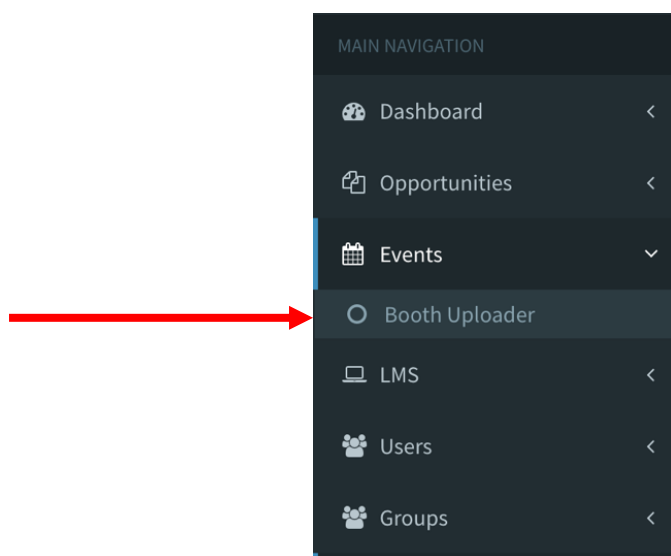 MAIN NAVIGATION
Dashboard
Opportunities
Events
Booth Uploader
LMS
Users
Groups